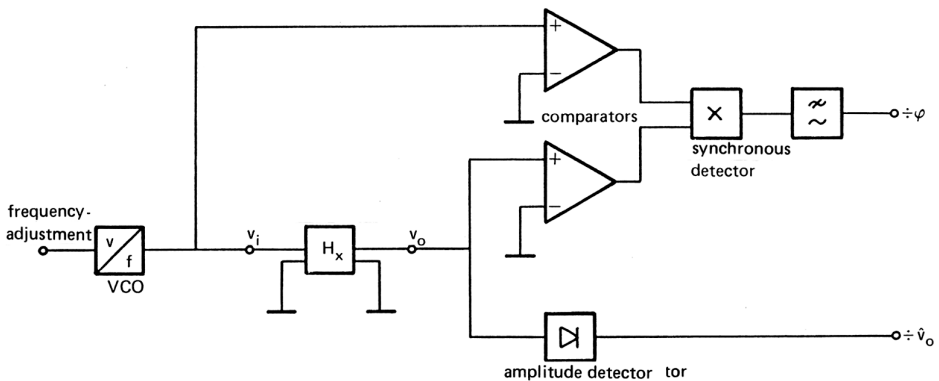 +
−
comparators
×
synchronous
detector
÷φ
+
−
frequency-
adjustment
v
f
VCO
vᵢ
Hₓ
vₒ
÷v̂ₒ
amplitude detector tor